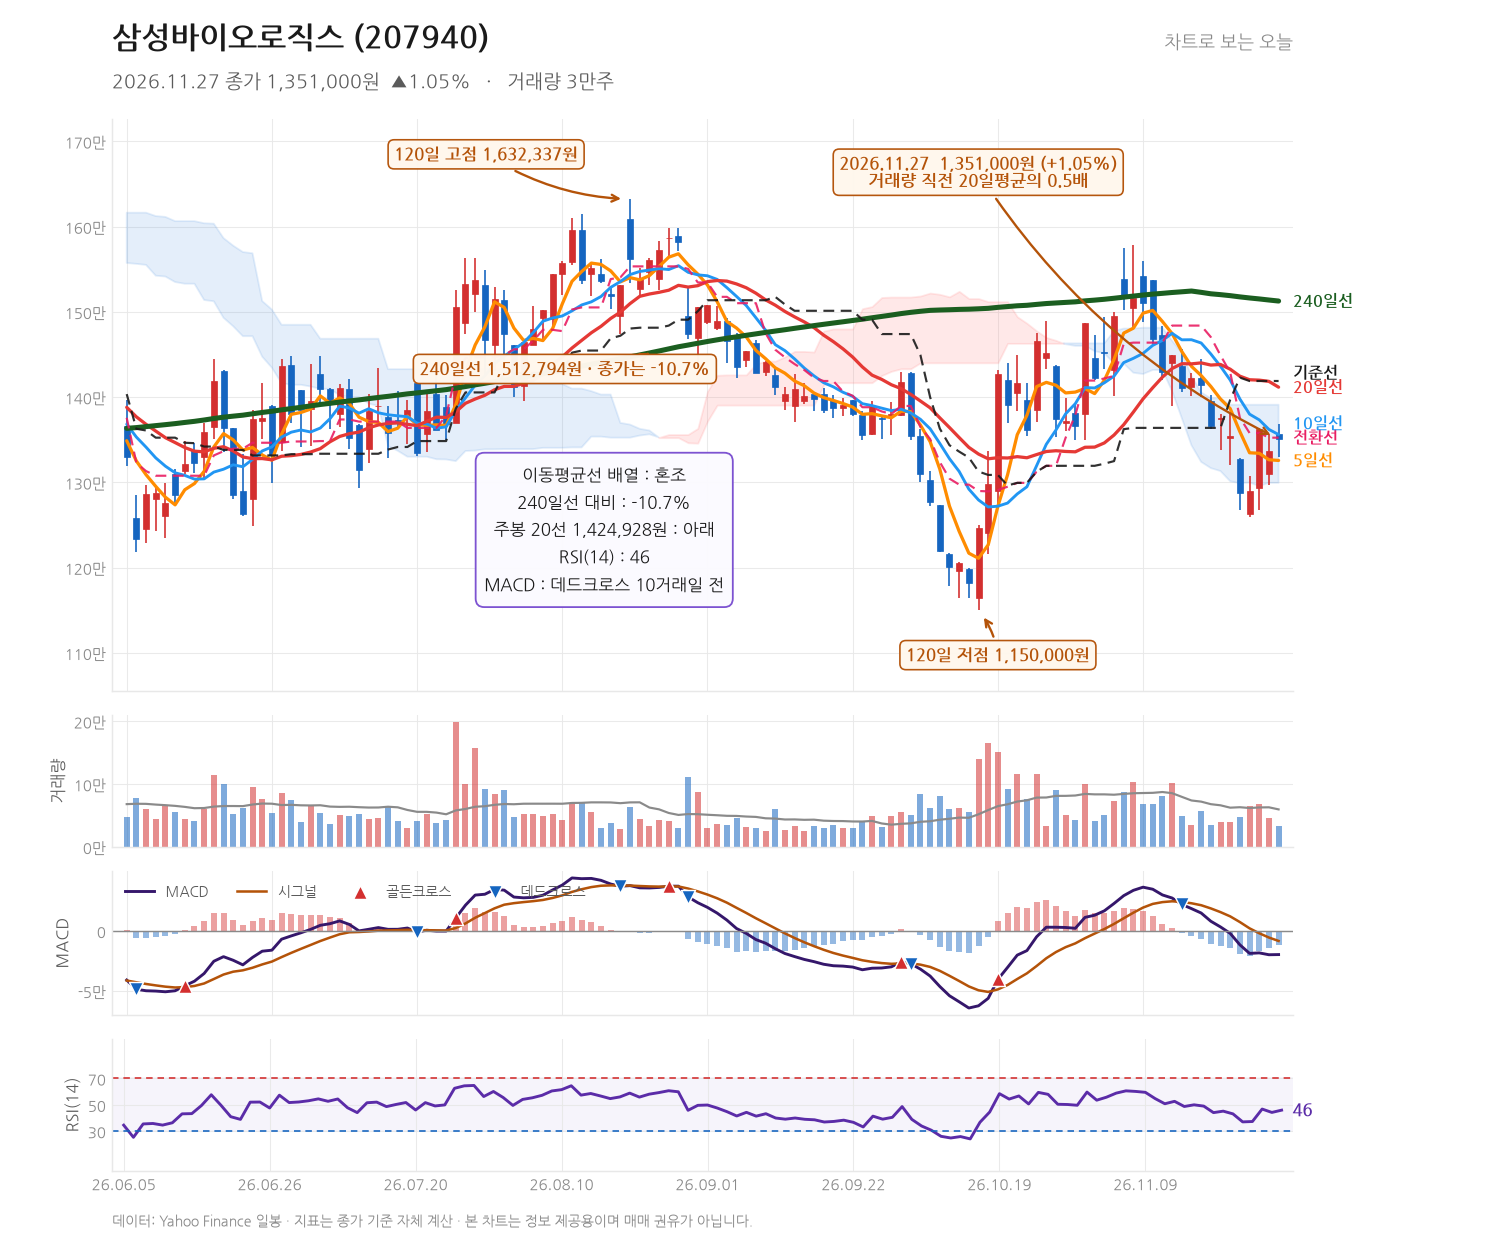 삼성바이오로직스 (207940)
차트로 보는 오늘
2026.11.27 종가 1,351,000원 ▲1.05% · 거래량 3만주
170만
160만
150만
140만
130만
120만
110만
120일 고점 1,632,337원
2026.11.27 1,351,000원 (+1.05%)
거래량 직전 20일평균의 0.5배
240일선 1,512,794원 · 종가는 -10.7%
이동평균선 배열 : 혼조
240일선 대비 : -10.7%
주봉 20선 1,424,928원 : 아래
RSI(14) : 46
MACD : 데드크로스 10거래일 전
120일 저점 1,150,000원
240일선
기준선
20일선
10일선
전환선
5일선
거래량
20만
10만
0만
MACD
MACD 시그널 골든크로스 데드크로스
0
-5만
RSI(14)
70
50
30
46
26.06.05 26.06.26 26.07.20 26.08.10 26.09.01 26.09.22 26.10.19 26.11.09
데이터: Yahoo Finance 일봉 · 지표는 종가 기준 자체 계산 · 본 차트는 정보 제공용이며 매매 권유가 아닙니다.